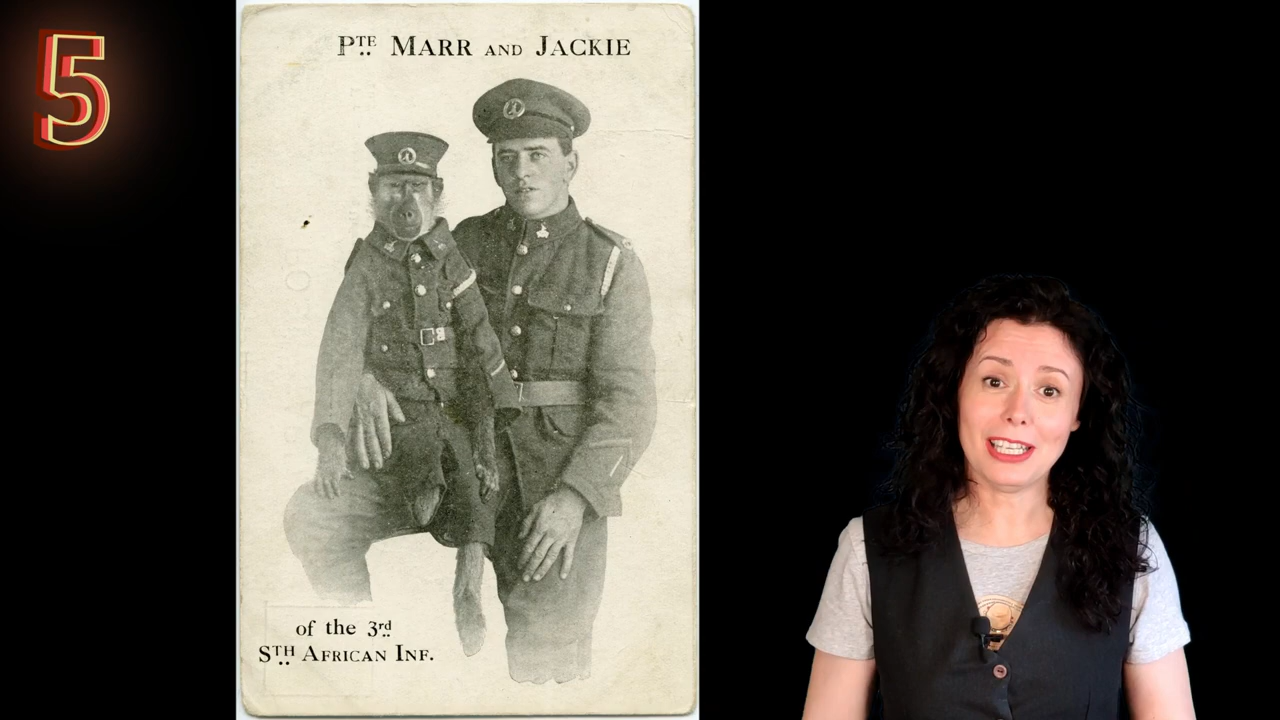 5
PTE MARR AND JACKIE
of the 3rd
STH AFRICAN INF.